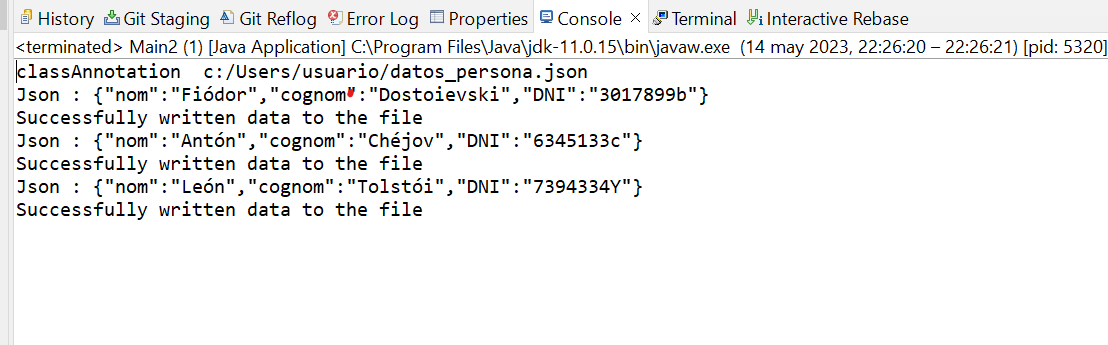 History Git Staging Git Reflog Error Log Properties Console Terminal Interactive Rebase
<terminated> Main2 (1) [Java Application] C:\Program Files\Java\jdk-11.0.15\bin\javaw.exe (14 may 2023, 22:26:20 – 22:26:21) [pid: 5320]
classAnnotation  c:/Users/usuario/datos_persona.json
Json : {"nom":"Fiódor","cognom":"Dostoievski","DNI":"3017899b"}
Successfully written data to the file
Json : {"nom":"Antón","cognom":"Chéjov","DNI":"6345133c"}
Successfully written data to the file
Json : {"nom":"León","cognom":"Tolstói","DNI":"7394334Y"}
Successfully written data to the file